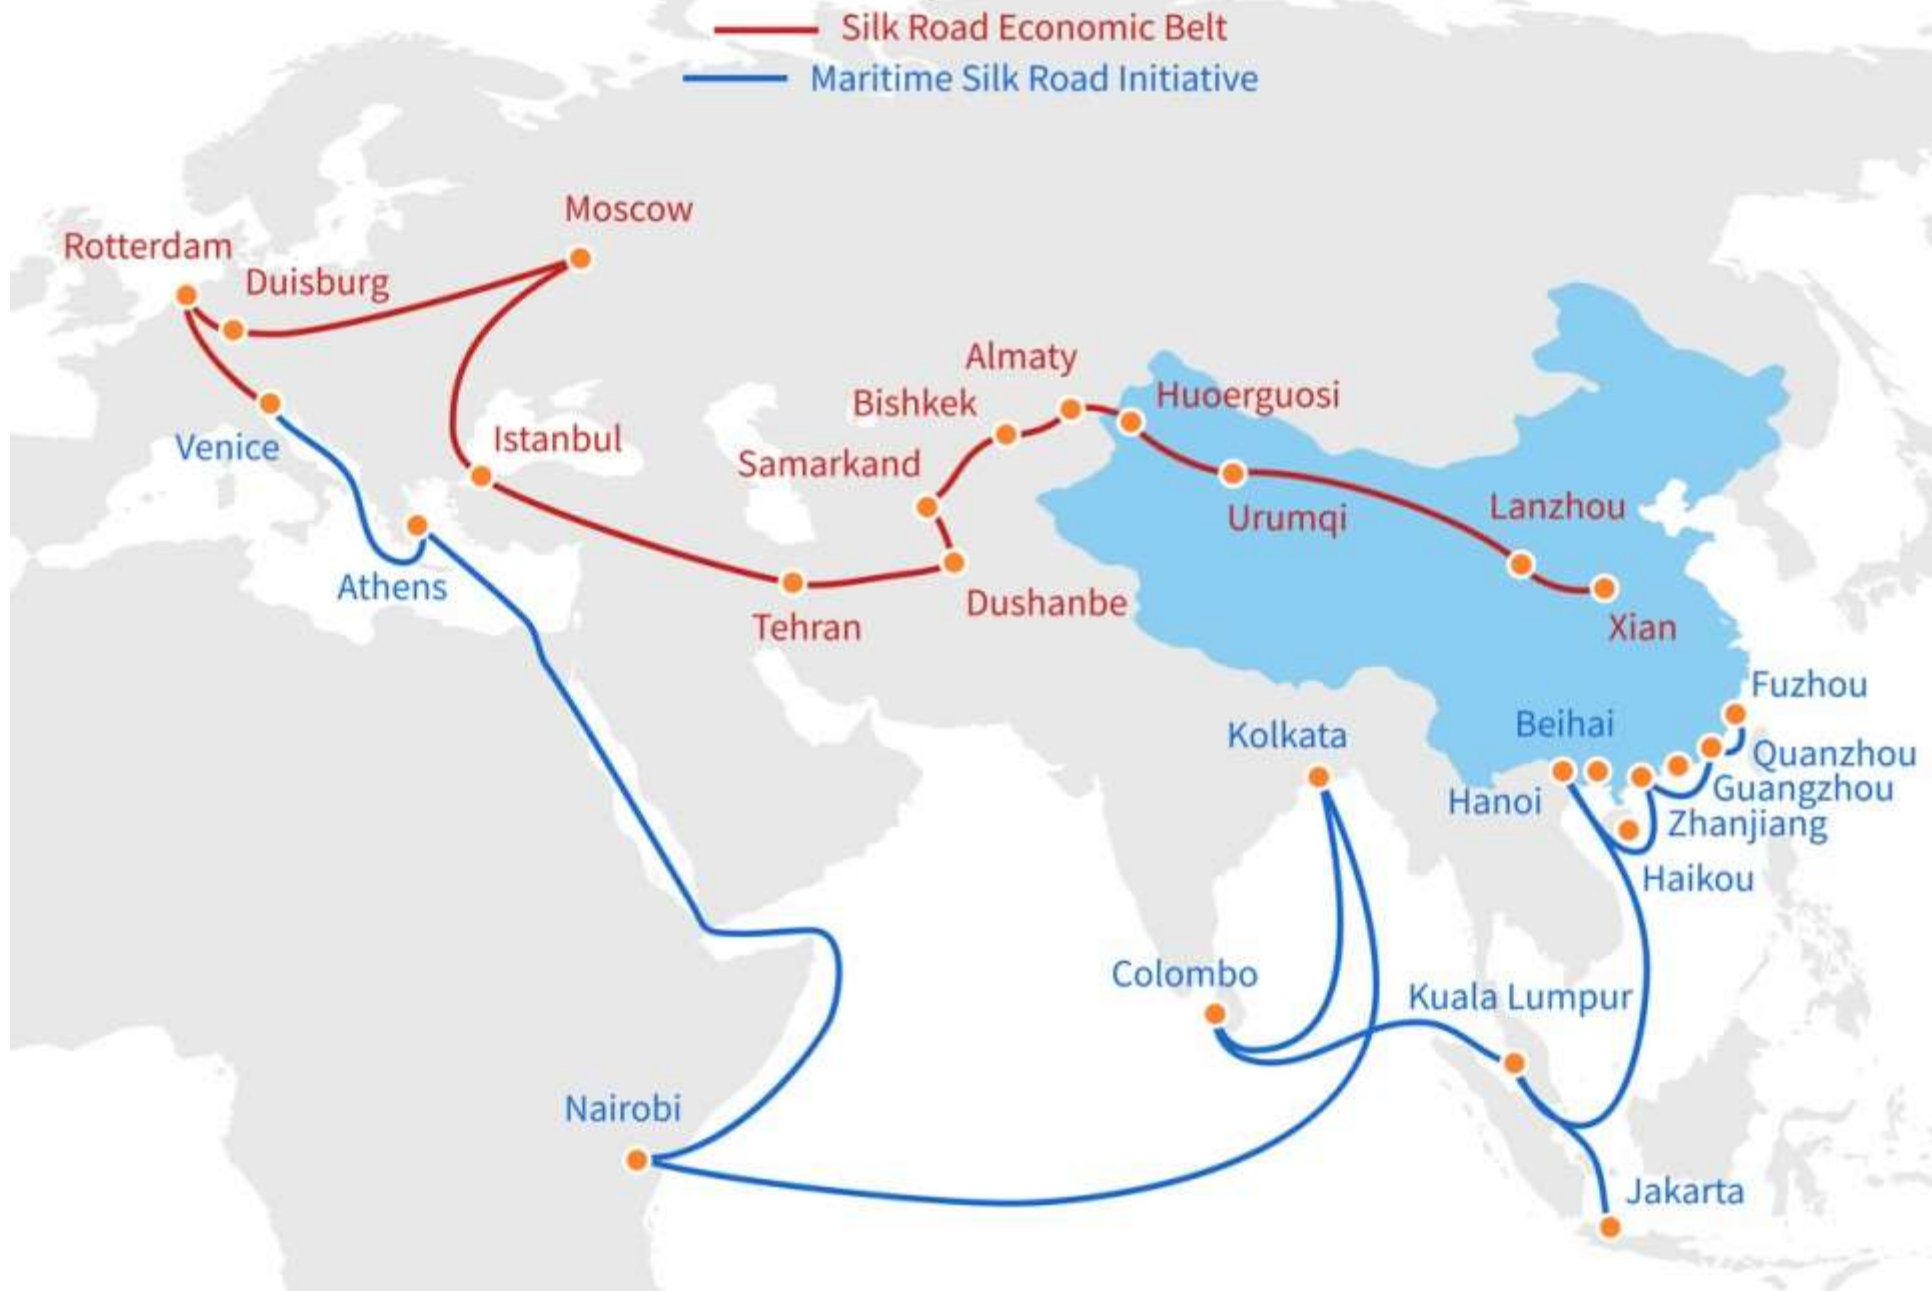 Silk Road Economic Belt
Maritime Silk Road Initiative
Moscow
Rotterdam
Duisburg
Almaty
Huoerguosi
Bishkek
Venice
Istanbul
Samarkand
Lanzhou
Urumqi
Athens
Dushanbe
Tehran
Xian
Fuzhou
Beihai
Kolkata
Quanzhou
Guangzhou
Hanoi
Zhanjiang
Haikou
Colombo
Kuala Lumpur
Nairobi
Jakarta